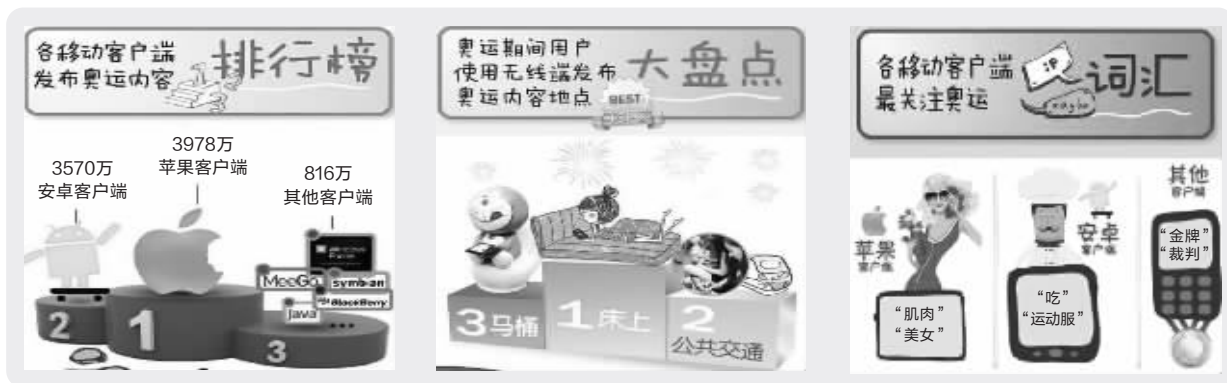 各移动客户端
发布奥运内容
排行榜
3978万
苹果客户端
3570万
安卓客户端
816万
其他客户端
MeeGo
symbian
BlackBerry
Java
2
1
3
奥运期间用户
使用无线端发布
奥运内容地点
大盘点
BEST
3马桶
1床上
2
公共交通
各移动客户端
最关注奥运
词汇
苹果
客户端
“肌肉”
“美女”
安卓
客户端
“吃”
“运动服”
其他
客户端
“金牌”
“裁判”